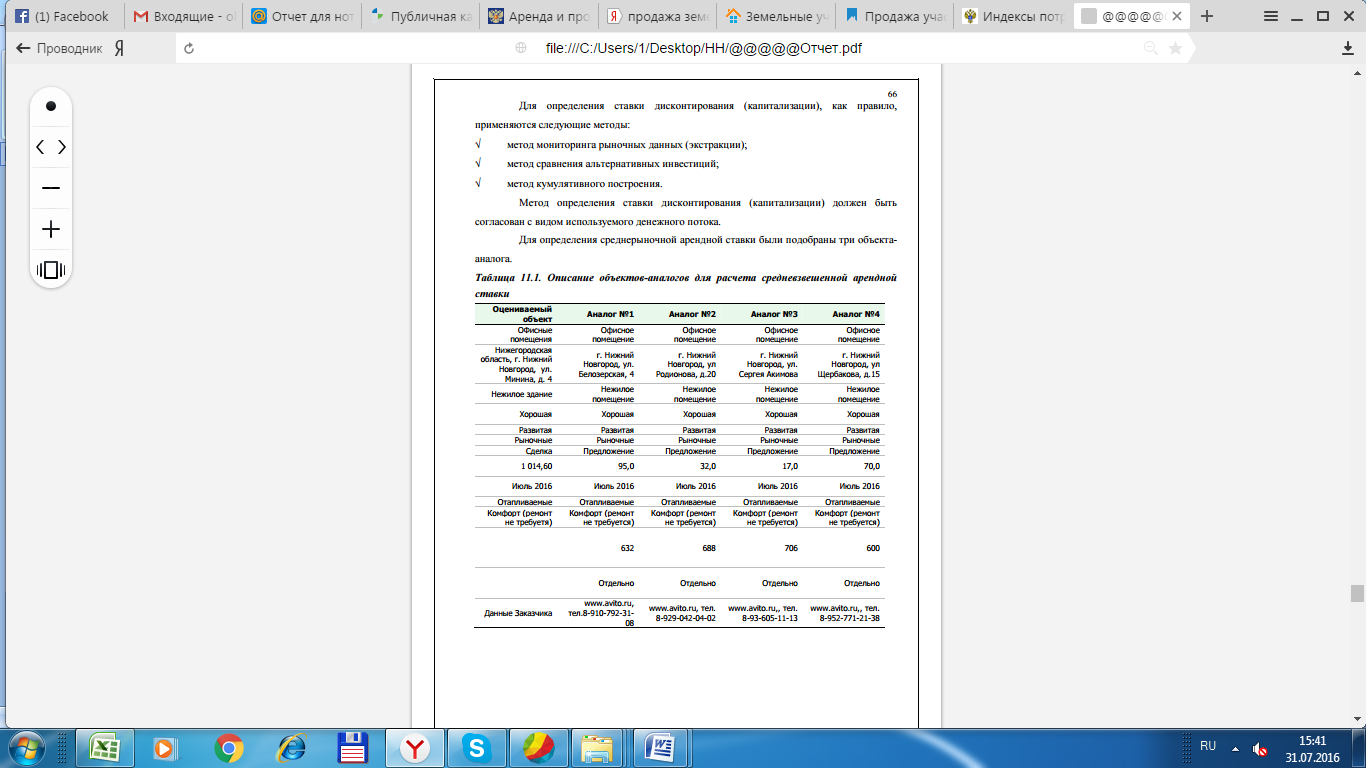 (1) Facebook
Входящие - ol
Отчет для нот
Публичная ка
Аренда и про
продажа земе
Земельные уч
Продажа учас
Индексы потр
@@@@@
Проводник
file:///C:/Users/1/Desktop/НН/@@@@@Отчет.pdf
66
Для определения ставки дисконтирования (капитализации), как правило,
применяются следующие методы:
√ метод мониторинга рыночных данных (экстракции);
√ метод сравнения альтернативных инвестиций;
√ метод кумулятивного построения.
Метод определения ставки дисконтирования (капитализации) должен быть
согласован с видом используемого денежного потока.
Для определения среднерыночной арендной ставки были подобраны три объекта-
аналога.
Таблица 11.1. Описание объектов-аналогов для расчета средневзвешенной арендной
ставки
Оцениваемый
объект
Аналог №1
Аналог №2
Аналог №3
Аналог №4
Офисные
помещения
Офисное
помещение
Офисное
помещение
Офисное
помещение
Офисное
помещение
Нижегородская
область, г. Нижний
Новгород, ул.
Минина, д. 4
г. Нижний
Новгород, ул.
Белозерская, 4
г. Нижний
Новгород, ул
Родионова, д.20
г. Нижний
Новгород, ул.
Сергея Акимова
г. Нижний
Новгород, ул
Щербакова, д.15
Нежилое здание
Нежилое
помещение
Нежилое
помещение
Нежилое
помещение
Нежилое
помещение
Хорошая Хорошая Хорошая Хорошая Хорошая
Развитая Развитая Развитая Развитая Развитая
Рыночные Рыночные Рыночные Рыночные Рыночные
Сделка Предложение Предложение Предложение Предложение
1 014,60 95,0 32,0 17,0 70,0
Июль 2016 Июль 2016 Июль 2016 Июль 2016 Июль 2016
Отапливаемые Отапливаемые Отапливаемые Отапливаемые Отапливаемые
Комфорт (ремонт
не требуетя)
Комфорт (ремонт
не требуется)
Комфорт (ремонт
не требуется)
Комфорт (ремонт
не требуется)
Комфорт (ремонт
не требуется)
632 688 706 600
Отдельно Отдельно Отдельно Отдельно
Данные Заказчика
www.avito.ru,
тел.8-910-792-31-
08
www.avito.ru, тел.
8-929-042-04-02
www.avito.ru,, тел.
8-93-605-11-13
www.avito.ru,, тел.
8-952-771-21-38
RU
15:41
31.07.2016